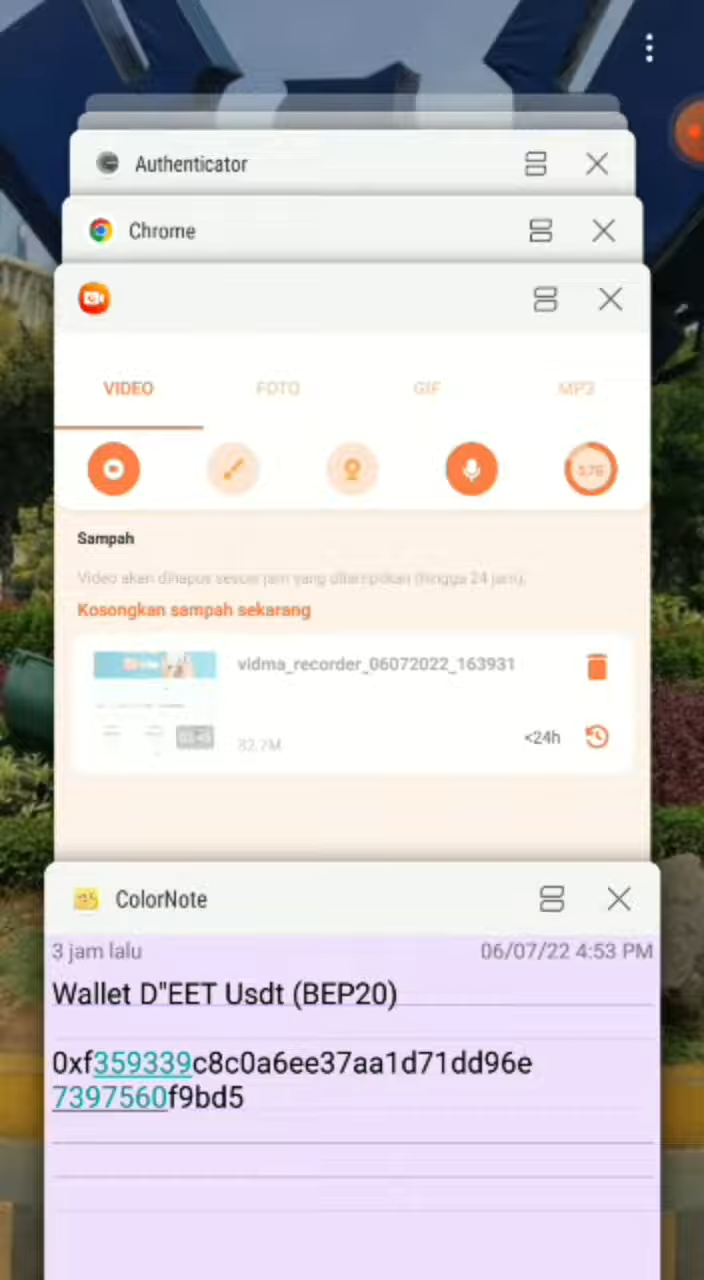 Authenticator
Chrome
VIDEO FOTO GIF MP3
Sampah
Video akan dihapus sesuai jam yang ditampilkan (hingga 24 jam).
Kosongkan sampah sekarang
vidma_recorder_06072022_163931
32.7M <24h
ColorNote
3 jam lalu 06/07/22 4:53 PM
Wallet D"EET Usdt (BEP20)
0xf359339c8c0a6ee37aa1d71dd96e
7397560f9bd5